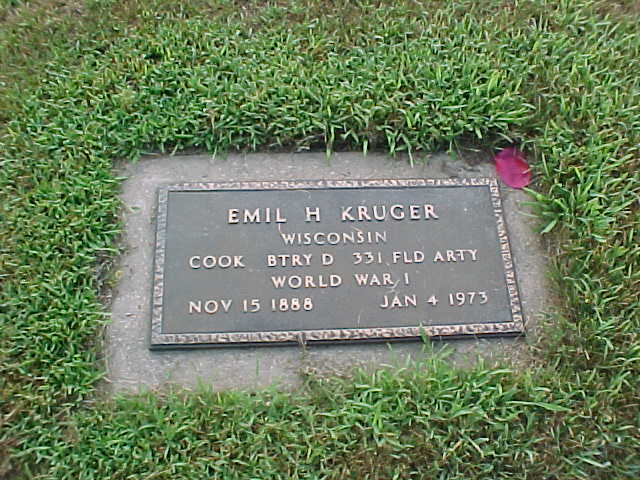 EMIL H KRUGER
WISCONSIN
COOK BTRY D 331 FLD ARTY
WORLD WAR I
NOV 15 1888 JAN 4 1973